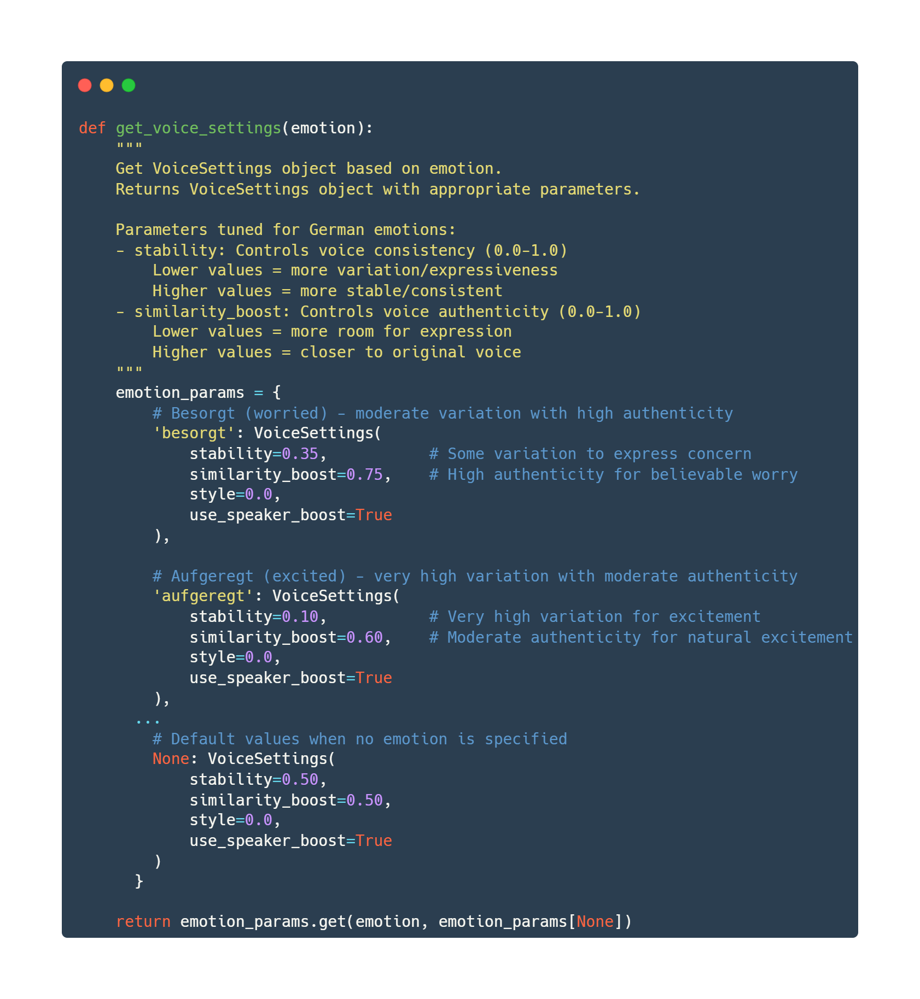 def get_voice_settings(emotion):
    """
    Get VoiceSettings object based on emotion.
    Returns VoiceSettings object with appropriate parameters.

    Parameters tuned for German emotions:
    - stability: Controls voice consistency (0.0-1.0)
        Lower values = more variation/expressiveness
        Higher values = more stable/consistent
    - similarity_boost: Controls voice authenticity (0.0-1.0)
        Lower values = more room for expression
        Higher values = closer to original voice
    """
    emotion_params = {
        # Besorgt (worried) - moderate variation with high authenticity
        'besorgt': VoiceSettings(
            stability=0.35,           # Some variation to express concern
            similarity_boost=0.75,    # High authenticity for believable worry
            style=0.0,
            use_speaker_boost=True
        ),

        # Aufgeregt (excited) - very high variation with moderate authenticity
        'aufgeregt': VoiceSettings(
            stability=0.10,           # Very high variation for excitement
            similarity_boost=0.60,    # Moderate authenticity for natural excitement
            style=0.0,
            use_speaker_boost=True
        ),
      ...
        # Default values when no emotion is specified
        None: VoiceSettings(
            stability=0.50,
            similarity_boost=0.50,
            style=0.0,
            use_speaker_boost=True
        )
      }

    return emotion_params.get(emotion, emotion_params[None])